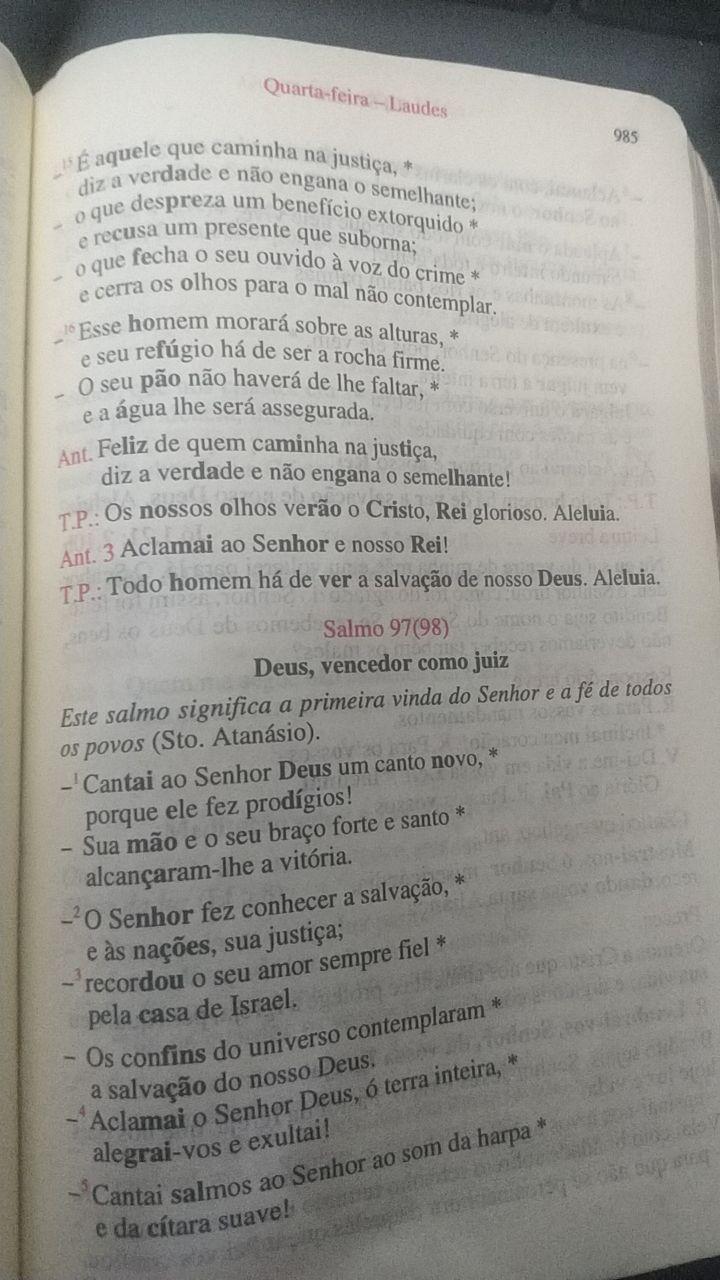 Quarta-feira – Laudes
985
–¹⁵ É aquele que caminha na justiça, *
diz a verdade e não engana o semelhante;
– o que despreza um benefício extorquido *
e recusa um presente que suborna;
– o que fecha o seu ouvido à voz do crime *
e cerra os olhos para o mal não contemplar.
–¹⁶ Esse homem morará sobre as alturas, *
e seu refúgio há de ser a rocha firme.
– O seu pão não haverá de lhe faltar, *
e a água lhe será assegurada.
Ant. Feliz de quem caminha na justiça,
diz a verdade e não engana o semelhante!
T.P.: Os nossos olhos verão o Cristo, Rei glorioso. Aleluia.
Ant. 3 Aclamai ao Senhor e nosso Rei!
T.P.: Todo homem há de ver a salvação de nosso Deus. Aleluia.
Salmo 97(98)
Deus, vencedor como juiz
Este salmo significa a primeira vinda do Senhor e a fé de todos
os povos (Sto. Atanásio).
–¹ Cantai ao Senhor Deus um canto novo, *
porque ele fez prodígios!
– Sua mão e o seu braço forte e santo *
alcançaram-lhe a vitória.
–² O Senhor fez conhecer a salvação, *
e às nações, sua justiça;
–³ recordou o seu amor sempre fiel *
pela casa de Israel.
– Os confins do universo contemplaram *
a salvação do nosso Deus.
–⁴ Aclamai o Senhor Deus, ó terra inteira, *
alegrai-vos e exultai!
–⁵ Cantai salmos ao Senhor ao som da harpa *
e da cítara suave!